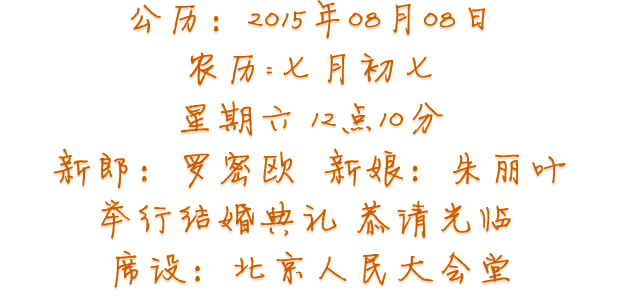 公历：2015年08月08日
农历:七月初七
星期六 12点10分
新郎：罗密欧 新娘：朱丽叶
举行结婚典礼 恭请光临
席设：北京人民大会堂